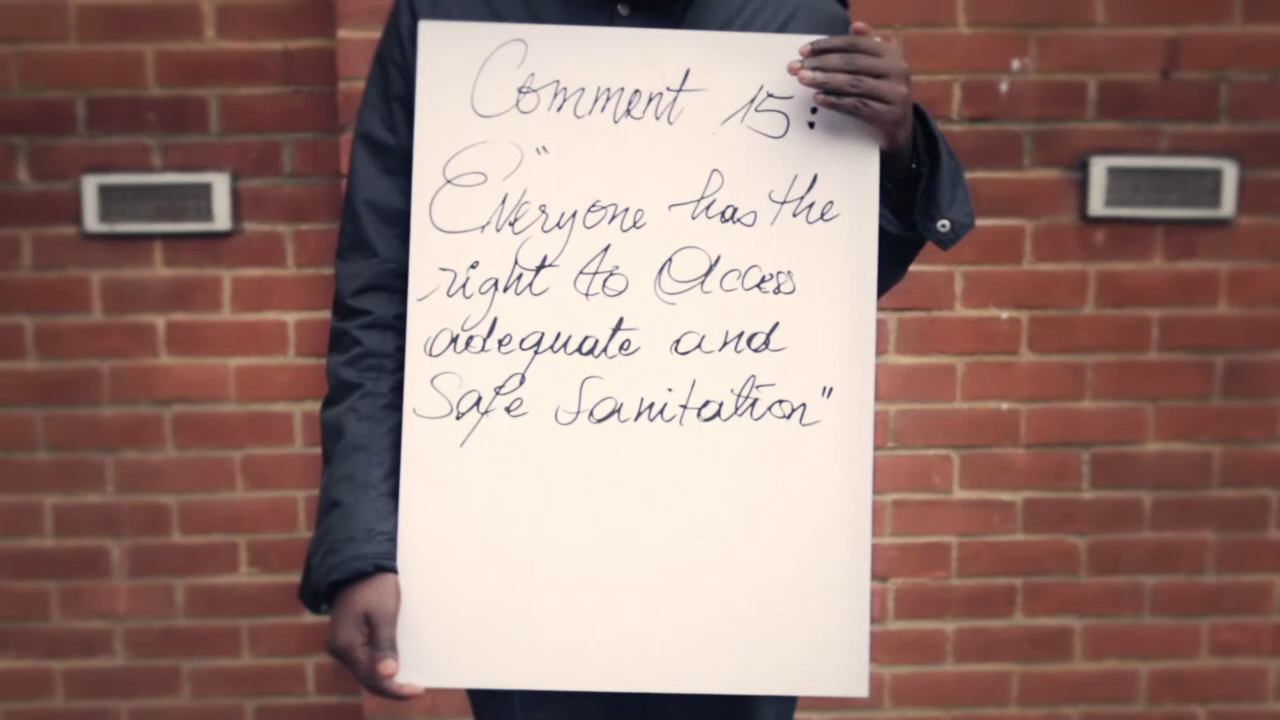 Comment 15:
"Everyone has the
right to Access
adequate and
Safe Sanitation"